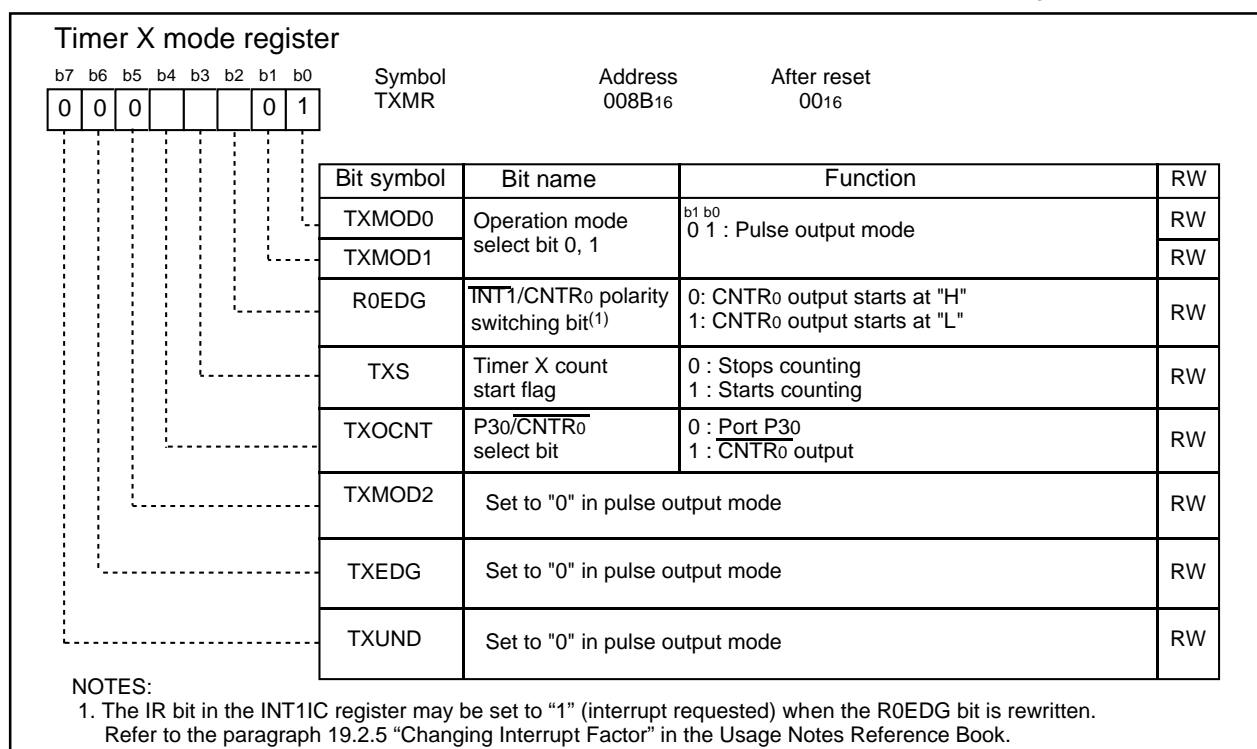 Timer X mode register
b7 b6 b5 b4 b3 b2 b1 b0
Symbol Address After reset
0 0 0 0 1
TXMR 008B16 0016
Bit symbol Bit name Function RW
TXMOD0 Operation mode select bit 0, 1 b1 b0
0 1 : Pulse output mode RW
TXMOD1 RW
R0EDG INT1/CNTR0 polarity switching bit(1) 0: CNTR0 output starts at "H"
1: CNTR0 output starts at "L" RW
TXS Timer X count start flag 0 : Stops counting
1 : Starts counting RW
TXOCNT P30/CNTR0 select bit 0 : Port P30
1 : CNTR0 output RW
TXMOD2 Set to "0" in pulse output mode RW
TXEDG Set to "0" in pulse output mode RW
TXUND Set to "0" in pulse output mode RW
NOTES:
1. The IR bit in the INT1IC register may be set to “1” (interrupt requested) when the R0EDG bit is rewritten.
Refer to the paragraph 19.2.5 “Changing Interrupt Factor” in the Usage Notes Reference Book.